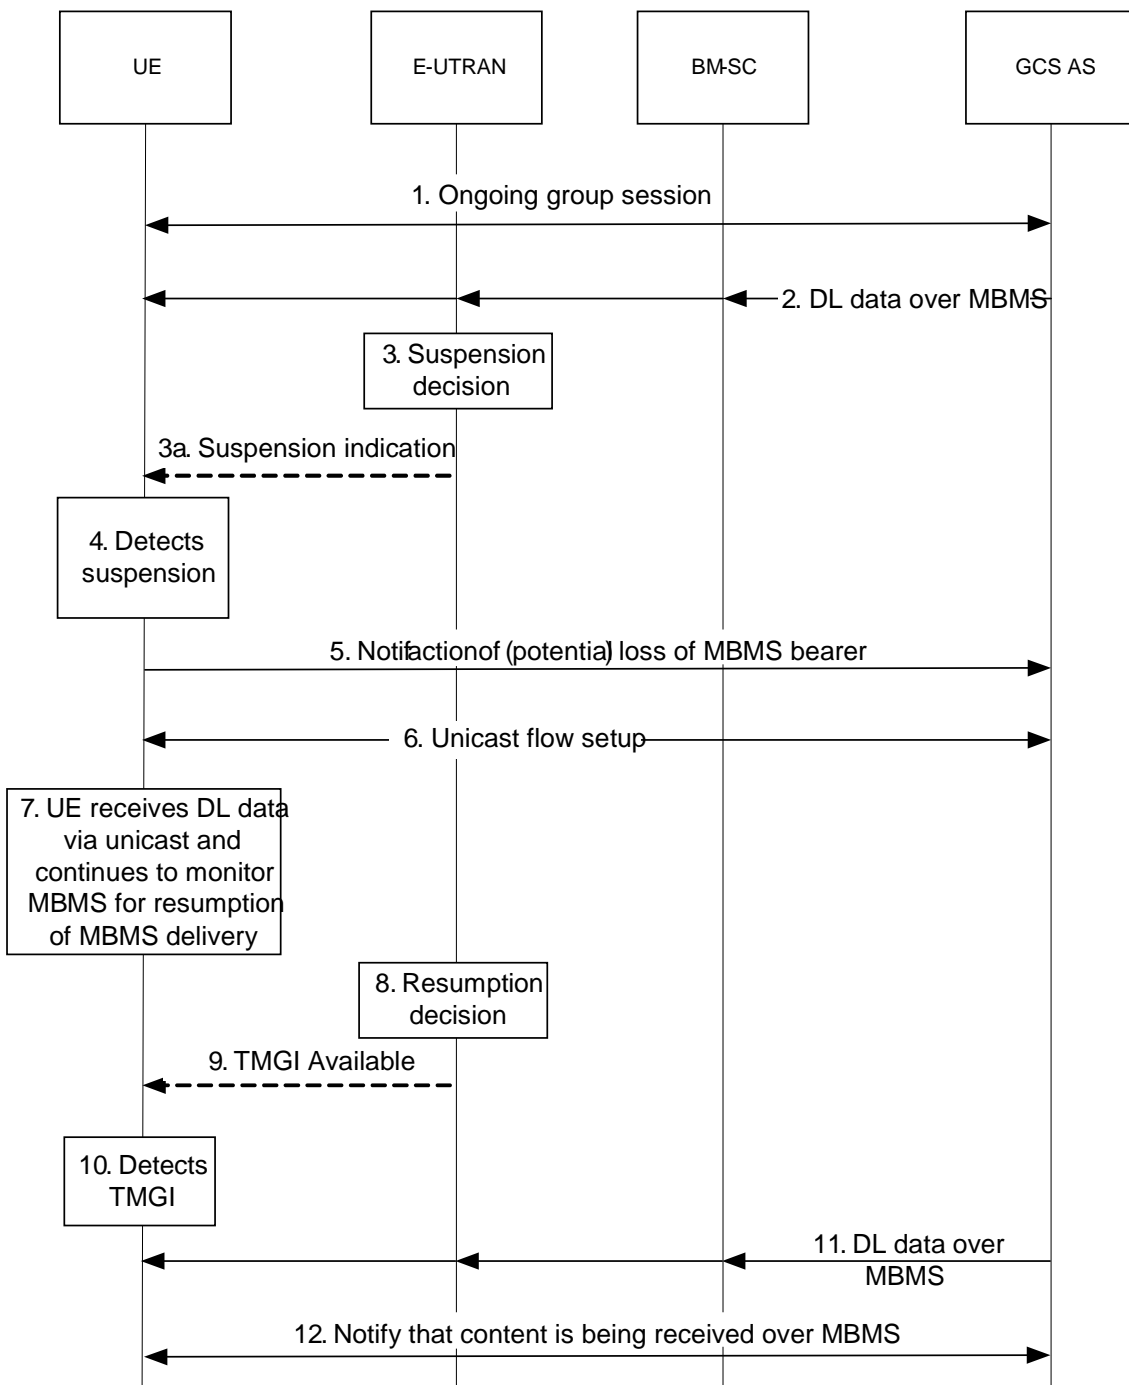 UE
E-UTRAN
BM-SC
GCS AS
1. Ongoing group session
2. DL data over MBMS
3. Suspension
decision
3a. Suspension indication
4. Detects
suspension
5. Notifactionof (potential) loss of MBMS bearer
6. Unicast flow setup
7. UE receives DL data
via unicast and
continues to monitor
MBMS for resumption
of MBMS delivery
8. Resumption
decision
9. TMGI Available
10. Detects
TMGI
11. DL data over
MBMS
12. Notify that content is being received over MBMS